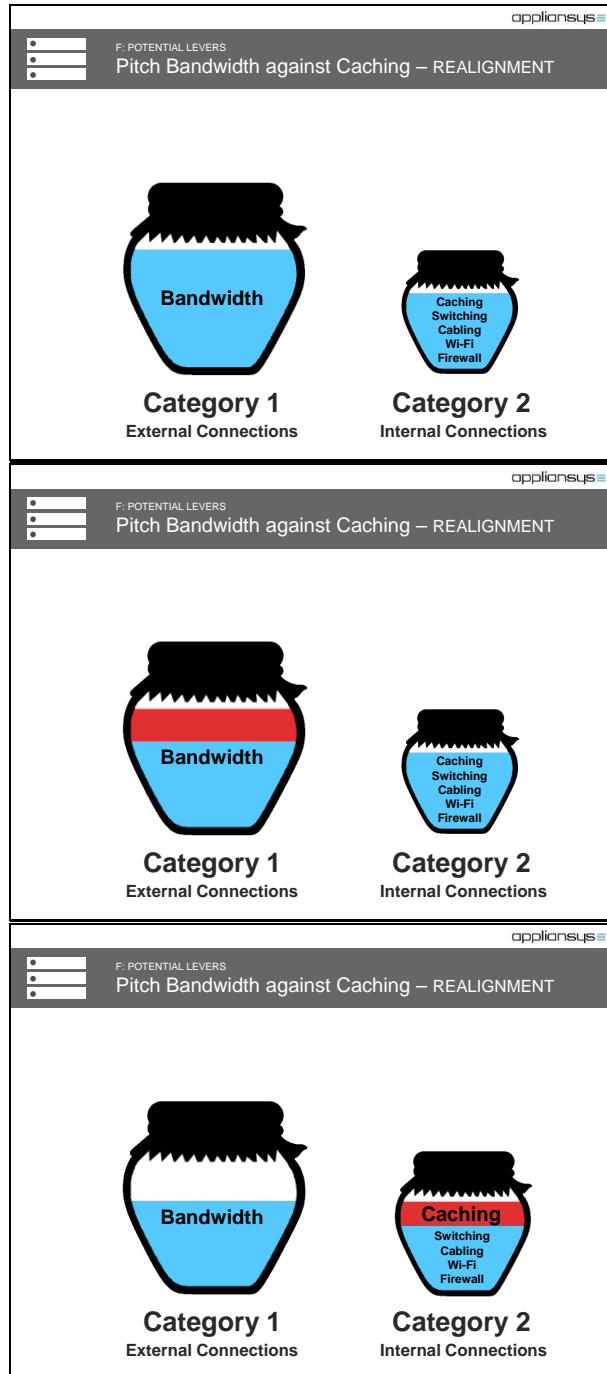 appliansys
F: POTENTIAL LEVERS
Pitch Bandwidth against Caching – REALIGNMENT
Bandwidth
Caching
Switching
Cabling
Wi-Fi
Firewall
Category 1
External Connections
Category 2
Internal Connections
appliansys
F: POTENTIAL LEVERS
Pitch Bandwidth against Caching – REALIGNMENT
Bandwidth
Caching
Switching
Cabling
Wi-Fi
Firewall
Category 1
External Connections
Category 2
Internal Connections
appliansys
F: POTENTIAL LEVERS
Pitch Bandwidth against Caching – REALIGNMENT
Bandwidth
Caching
Switching
Cabling
Wi-Fi
Firewall
Category 1
External Connections
Category 2
Internal Connections